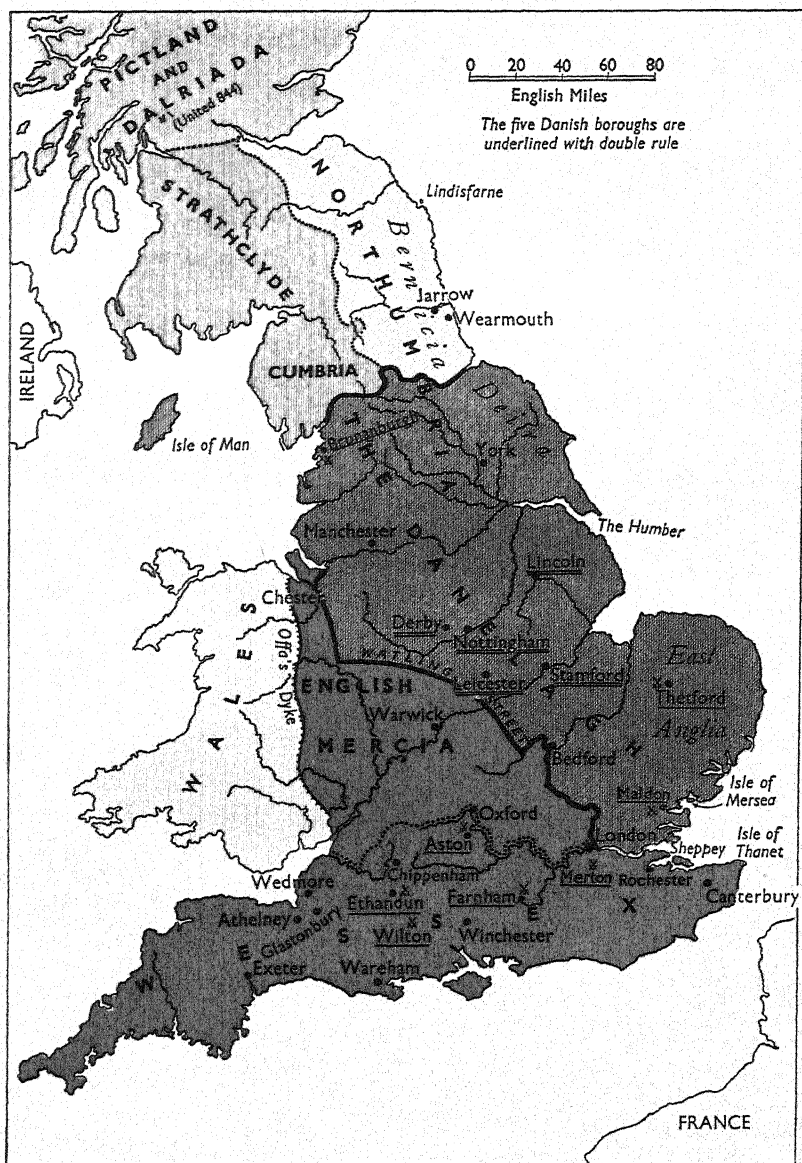 PICTLAND
AND
DALRIADA
(United 844)
0 20 40 60 80
English Miles
The five Danish boroughs are
underlined with double rule
STRATHCLYDE
NORTHUMBRIA
Bernicia
Lindisfarne
Jarrow
Wearmouth
IRELAND
CUMBRIA
Isle of Man
Deira
Brunanburgh
York
THE DANELAGH
The Humber
Manchester
Lincoln
Chester
Derby
Nottingham
WALES
Offa's Dyke
WATLING STREET
Leicester
Stamford
East
Anglia
Thetford
ENGLISH
MERCIA
Warwick
Bedford
Maldon
Isle of
Mersea
Oxford
Aston
London
Sheppey
Isle of
Thanet
Chippenham
Merton
Rochester
Canterbury
Wedmore
Ethandun
Farnham
Athelney
Glastonbury
Wilton
Winchester
WESSEX
Exeter
Wareham
FRANCE